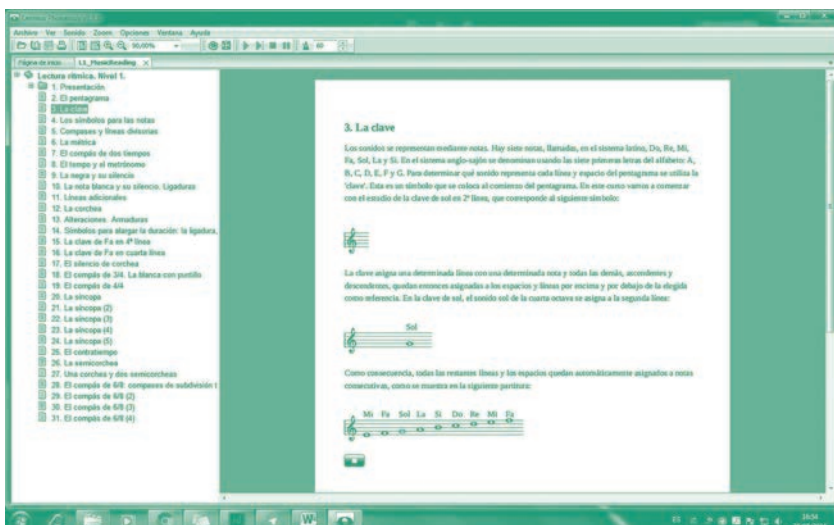 Archivo Ver Sonido Zoom Opciones Ventana Ayuda
90,00%
60
Página de inicio
L1_MusicReading
Lectura rítmica. Nivel 1.
1. Presentación
2. El pentagrama
3. La clave
4. Los símbolos para las notas
5. Compases y líneas divisorias
6. La métrica
7. El compás de dos tiempos
8. El tempo y el metrónomo
9. La negra y su silencio
10. La nota blanca y su silencio. Ligaduras
11. Líneas adicionales
12. La corchea
13. Alteraciones. Armaduras
14. Símbolos para alargar la duración: la ligadura,
15. La clave de Fa en 4ª línea
16. La clave de Fa en cuarta línea
17. El silencio de corchea
18. El compás de 3/4. La blanca con puntillo
19. El compás de 4/4
20. La síncopa
21. La síncopa (2)
22. La síncopa (3)
23. La síncopa (4)
24. La síncopa (5)
25. El contratiempo
26. La semicorchea
27. Una corchea y dos semicorcheas
28. El compás de 6/8: compases de subdivisión t
29. El compás de 6/8 (2)
30. El compás de 6/8 (3)
31. El compás de 6/8 (4)
3. La clave
Los sonidos se representan mediante notas. Hay siete notas, llamadas, en el sistema latino, Do, Re, Mi,
Fa, Sol, La y Si. En el sistema anglo-sajón se denominan usando las siete primeras letras del alfabeto: A,
B, C, D, E, F y G. Para determinar qué sonido representa cada línea y espacio del pentagrama se utiliza la
'clave'. Esta es un símbolo que se coloca al comienzo del pentagrama. En este curso vamos a comenzar
con el estudio de la clave de sol en 2ª línea, que corresponde al siguiente símbolo:
La clave asigna una determinada línea con una determinada nota y todas las demás, ascendentes y
descendentes, quedan entonces asignadas a los espacios y líneas por encima y por debajo de la elegida
como referencia. En la clave de sol, el sonido sol de la cuarta octava se asigna a la segunda línea:
Sol
Como consecuencia, todas las restantes líneas y los espacios quedan automáticamente asignados a notas
consecutivas, como se muestra en la siguiente partitura:
Mi Fa Sol La Si Do Re Mi Fa
ES
16:54